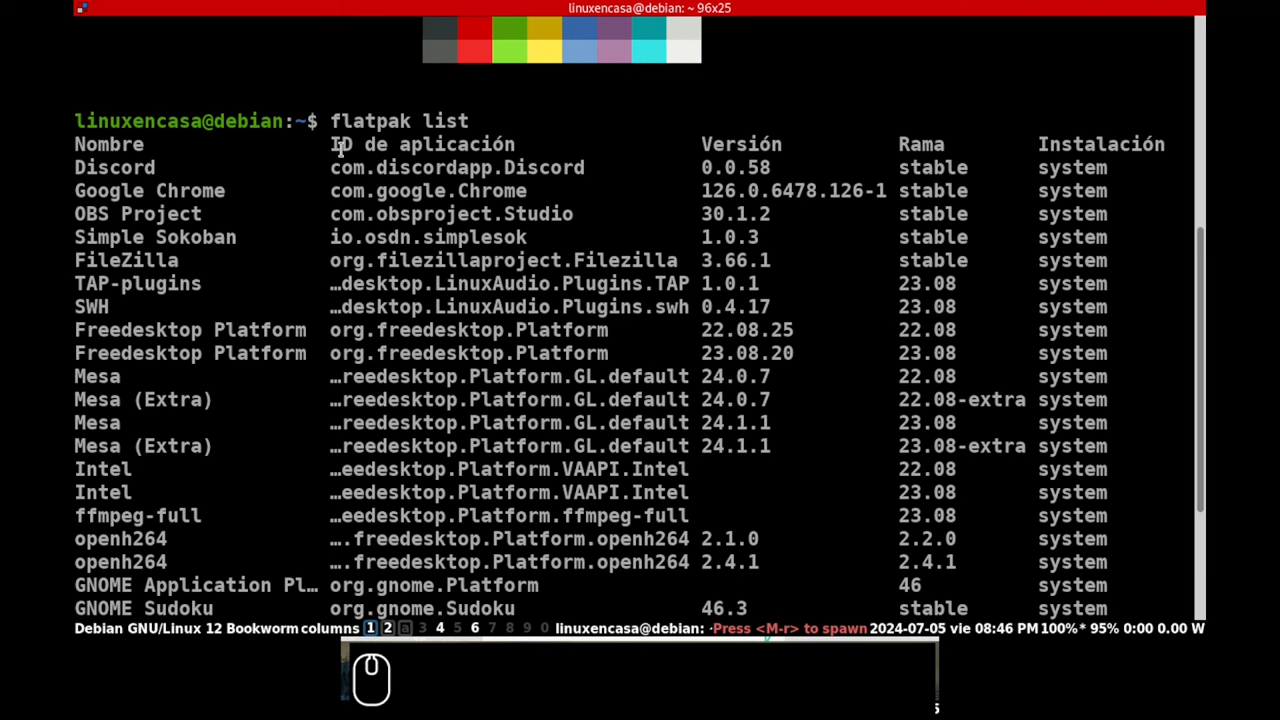 linuxencasa@debian: ~ 96x25
linuxencasa@debian:~$ flatpak list
Nombre ID de aplicación Versión Rama Instalación
Discord com.discordapp.Discord 0.0.58 stable system
Google Chrome com.google.Chrome 126.0.6478.126-1 stable system
OBS Project com.obsproject.Studio 30.1.2 stable system
Simple Sokoban io.osdn.simplesok 1.0.3 stable system
FileZilla org.filezillaproject.Filezilla 3.66.1 stable system
TAP-plugins …desktop.LinuxAudio.Plugins.TAP 1.0.1 23.08 system
SWH …desktop.LinuxAudio.Plugins.swh 0.4.17 23.08 system
Freedesktop Platform org.freedesktop.Platform 22.08.25 22.08 system
Freedesktop Platform org.freedesktop.Platform 23.08.20 23.08 system
Mesa …reedesktop.Platform.GL.default 24.0.7 22.08 system
Mesa (Extra) …reedesktop.Platform.GL.default 24.0.7 22.08-extra system
Mesa …reedesktop.Platform.GL.default 24.1.1 23.08 system
Mesa (Extra) …reedesktop.Platform.GL.default 24.1.1 23.08-extra system
Intel …eedesktop.Platform.VAAPI.Intel 22.08 system
Intel …eedesktop.Platform.VAAPI.Intel 23.08 system
ffmpeg-full …eedesktop.Platform.ffmpeg-full 23.08 system
openh264 ….freedesktop.Platform.openh264 2.1.0 2.2.0 system
openh264 ….freedesktop.Platform.openh264 2.4.1 2.4.1 system
GNOME Application Pl… org.gnome.Platform 46 system
GNOME Sudoku org.gnome.Sudoku 46.3 stable system
Debian GNU/Linux 12 Bookworm columns 1 2 a 3 4 5 6 7 8 9 0 linuxencasa@debian: Press <M-r> to spawn 2024-07-05 vie 08:46 PM 100%* 95% 0:00 0.00 W